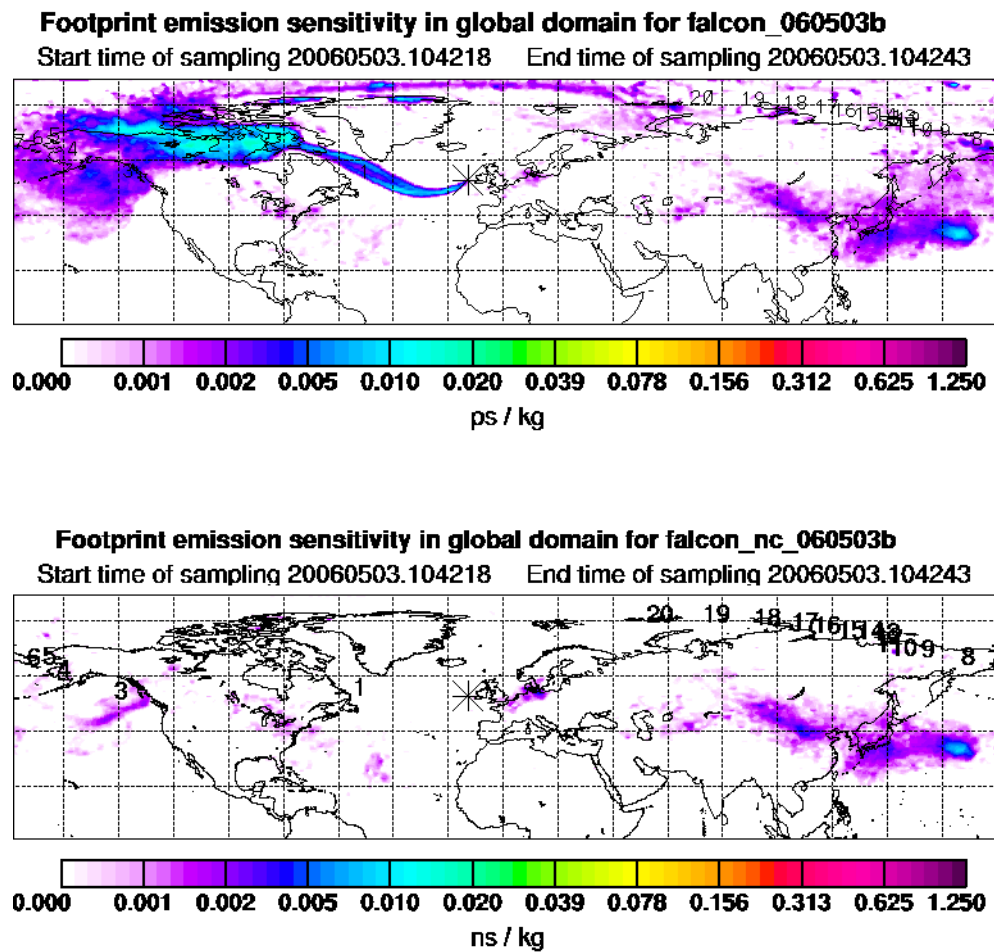 Footprint emission sensitivity in global domain for falcon_060503b
Start time of sampling 20060503.104218 End time of sampling 20060503.104243
20 19 18 17 16 15
0.000 0.001 0.002 0.005 0.010 0.020 0.039 0.078 0.156 0.312 0.625 1.250
ps / kg
Footprint emission sensitivity in global domain for falcon_nc_060503b
Start time of sampling 20060503.104218 End time of sampling 20060503.104243
20 19 18 17 16 15 14
10 9 8
6 5
4
3 1
0.000 0.001 0.002 0.005 0.010 0.020 0.039 0.078 0.156 0.313 0.625 1.250
ns / kg